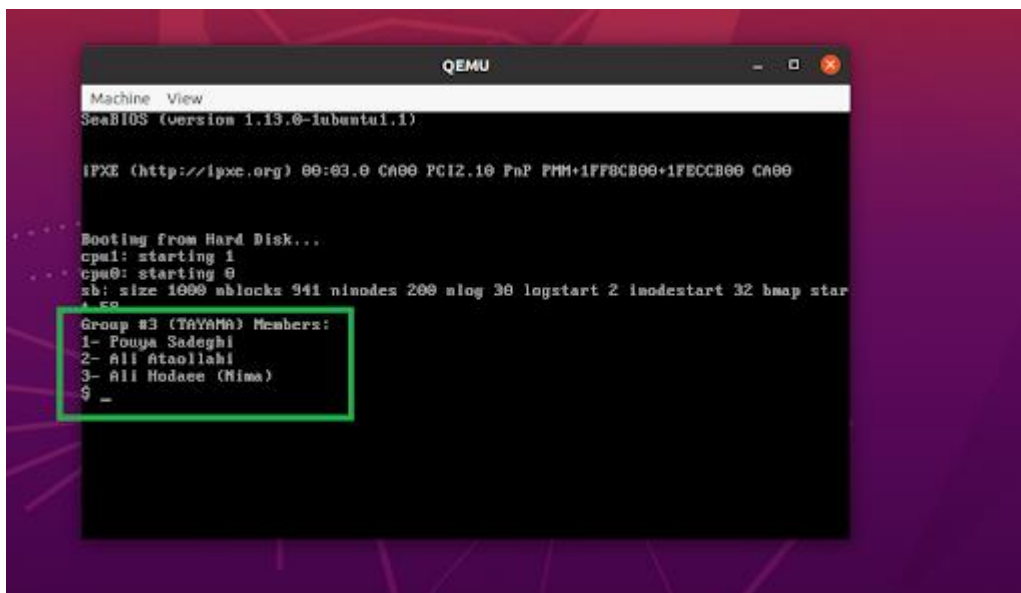 QEMU
Machine View
SeaBIOS (version 1.13.0-1ubuntu1.1)
iPXE (http://ipxe.org) 00:03.0 CA00 PCI2.10 PnP PMM+1FF8CB00+1FECCB00 CA00
Booting from Hard Disk...
cpu1: starting 1
cpu0: starting 0
sb: size 1000 nblocks 941 ninodes 200 nlog 30 logstart 2 inodestart 32 bmap star
t 58
Group #3 (TAYAMA) Members:
1- Pouya Sadeghi
2- Ali Ataollahi
3- Ali Hodaee (Nima)
$ _